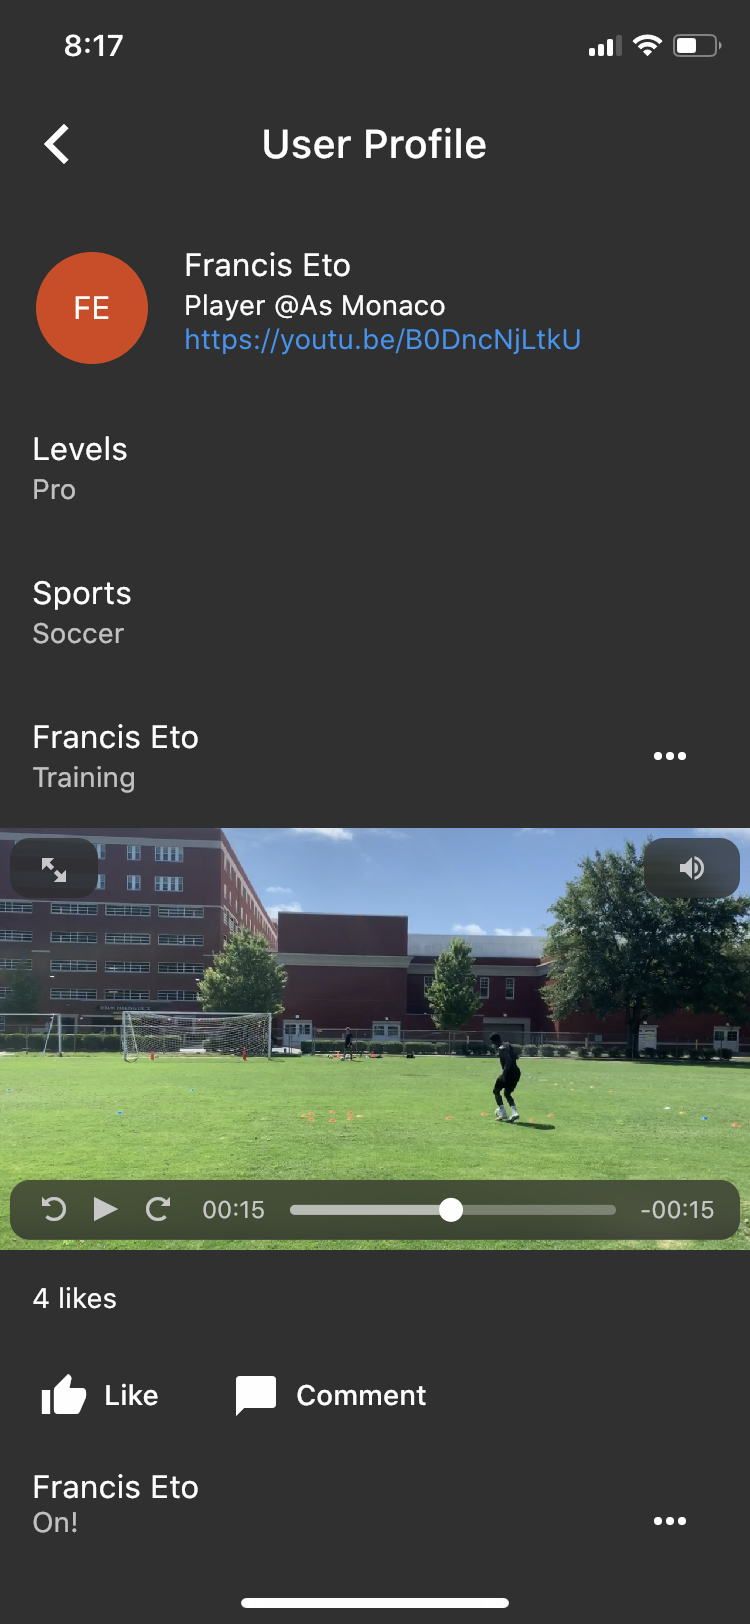 8:17
User Profile
FE
Francis Eto
Player @As Monaco
https://youtu.be/B0DncNjLtkU
Levels
Pro
Sports
Soccer
Francis Eto
Training
00:15
-00:15
4 likes
Like
Comment
Francis Eto
On!